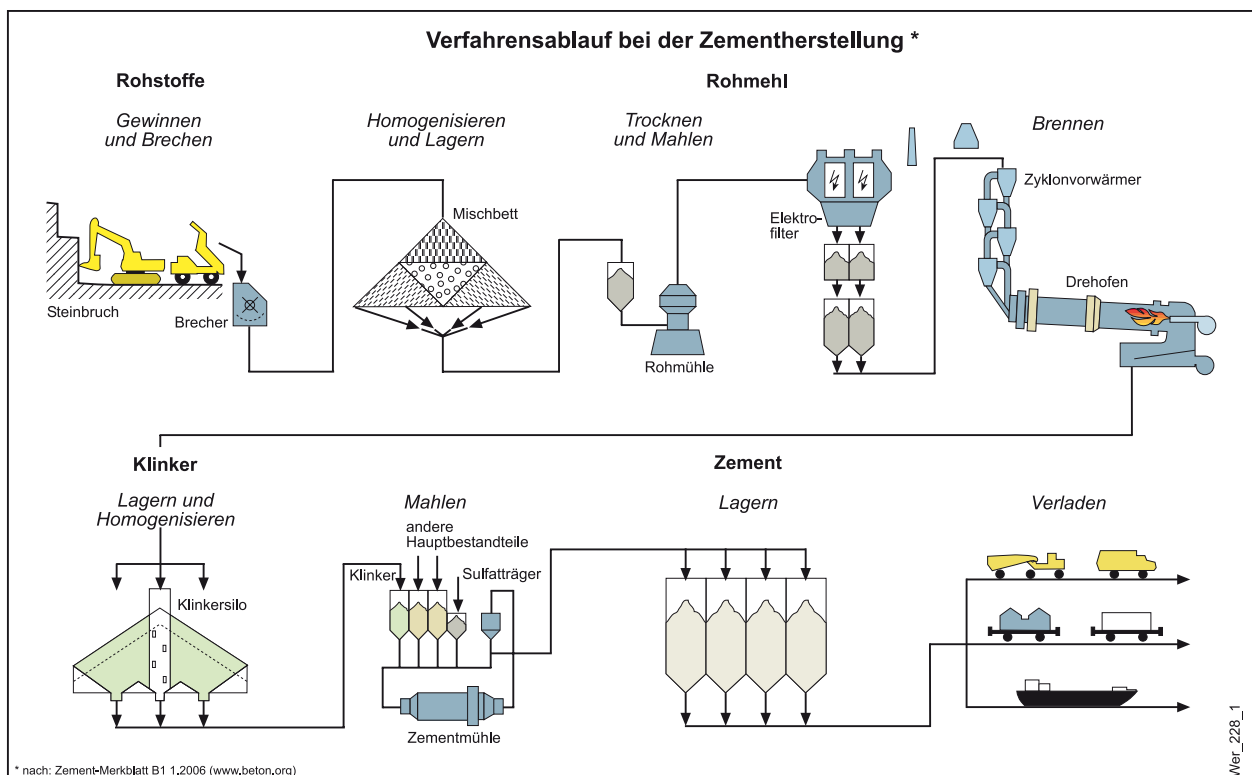 Verfahrensablauf bei der Zementherstellung *
Rohstoffe
Rohmehl
Gewinnen
und Brechen
Homogenisieren
und Lagern
Trocknen
und Mahlen
Brennen
Steinbruch
Brecher
Mischbett
Rohmühle
Elektro-
filter
Zyklonvorwärmer
Drehofen
Klinker
Zement
Lagern und
Homogenisieren
Mahlen
Lagern
Verladen
Klinkersilo
andere
Hauptbestandteile
Klinker
Sulfatträger
Zementmühle
* nach: Zement-Merkblatt B1 1.2006 (www.beton.org)
Wer_228_1